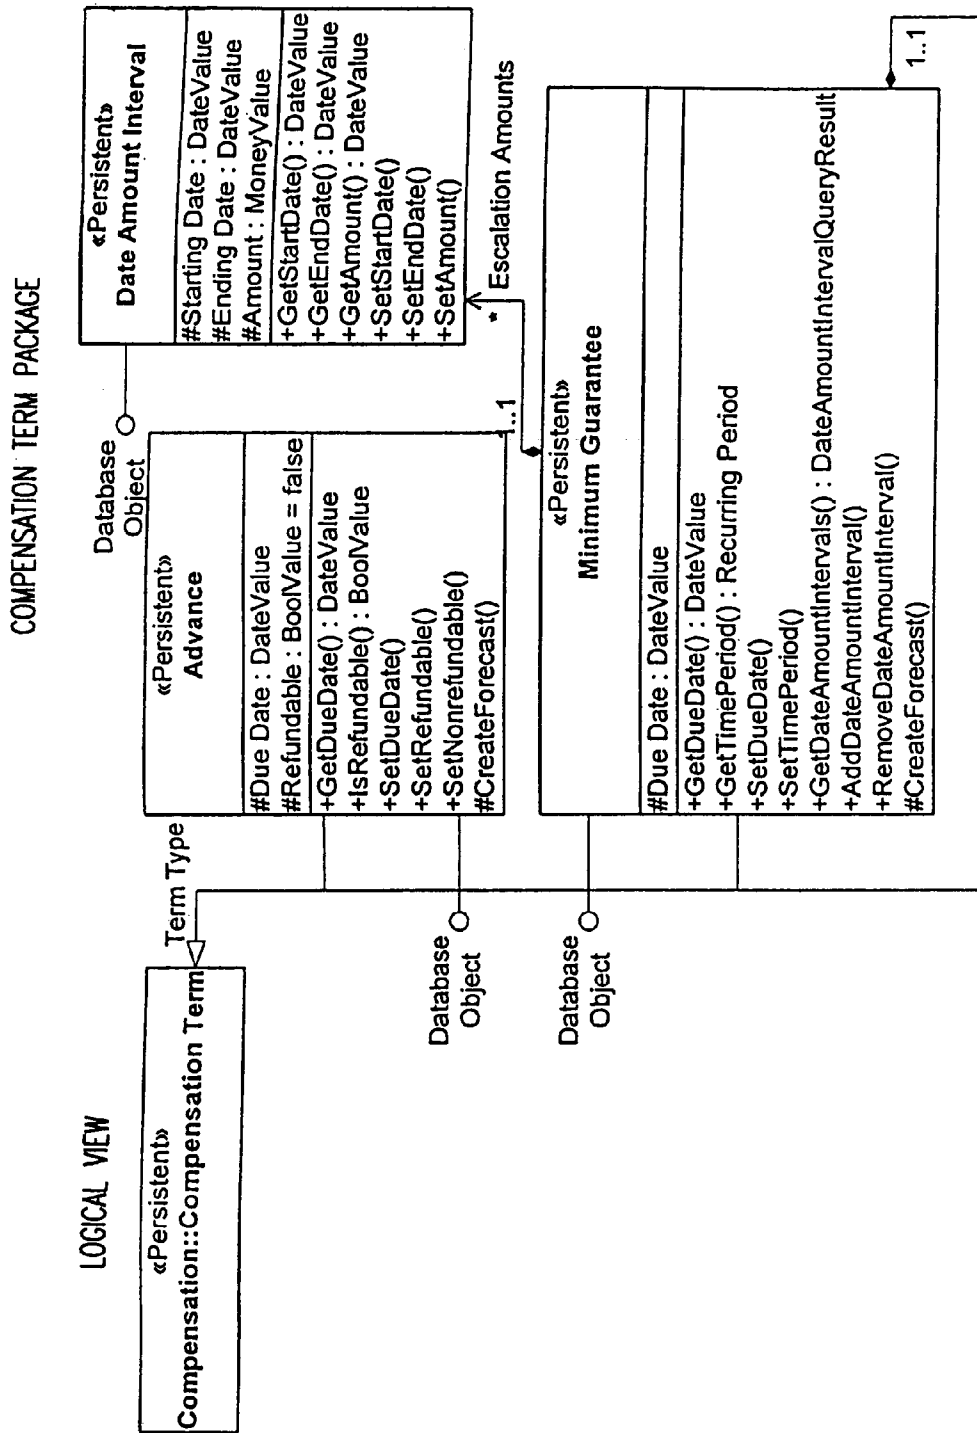 COMPENSATION TERM PACKAGE
LOGICAL VIEW
«Persistent»
Compensation::Compensation Term
Term Type
«Persistent»
Advance
#Due Date : DateValue
#Refundable : BoolValue = false
+GetDueDate() : DateValue
+IsRefundable() : BoolValue
+SetDueDate()
+SetRefundable()
+SetNonrefundable()
#CreateForecast()
Database
Object
«Persistent»
Date Amount Interval
#Starting Date : DateValue
#Ending Date : DateValue
#Amount : MoneyValue
+GetStartDate() : DateValue
+GetEndDate() : DateValue
+GetAmount() : DateValue
+SetStartDate()
+SetEndDate()
+SetAmount()
Database
Object
1..1
*
Escalation Amounts
Database
Object
«Persistent»
Minimum Guarantee
#Due Date : DateValue
+GetDueDate() : DateValue
+GetTimePeriod() : Recurring Period
+SetDueDate()
+SetTimePeriod()
+GetDateAmountIntervals() : DateAmountIntervalQueryResult
+AddDateAmountInterval()
+RemoveDateAmountInterval()
#CreateForecast()
1..1